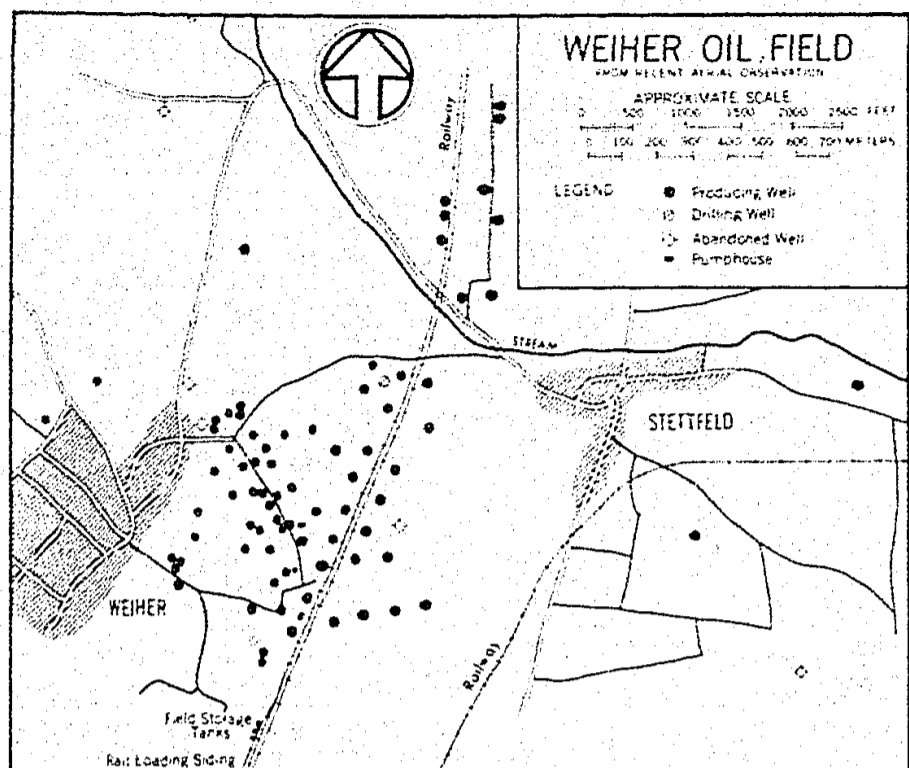 WEIHER OIL FIELD
FROM RECENT AERIAL OBSERVATION
APPROXIMATE SCALE
0 500 1000 1500 2000 2500 FEET
0 100 200 300 400 500 600 700 METERS
LEGEND
Producing Well
Drilling Well
Abandoned Well
Pumphouse
Railway
STREAM
STETTFELD
WEIHER
Railway
Field Storage
Tanks
Rail Loading Siding